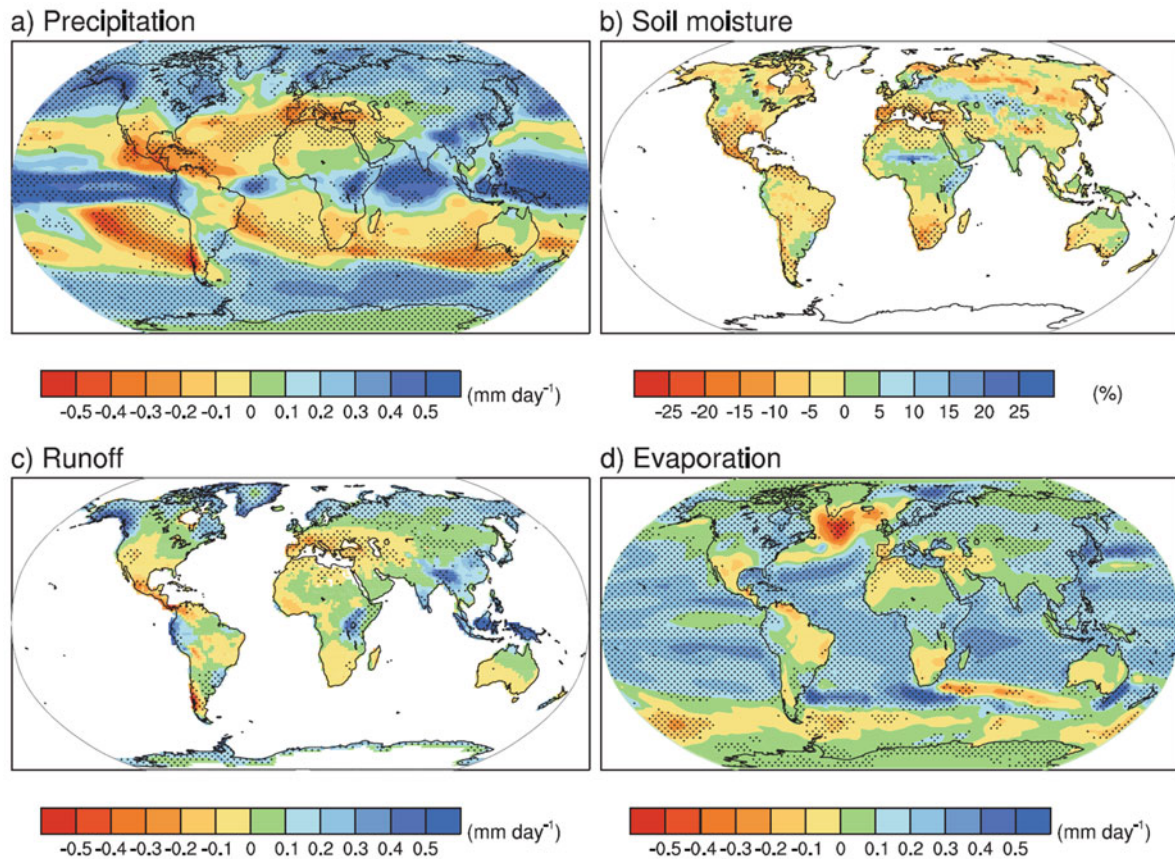 a) Precipitation
b) Soil moisture
-0.5 -0.4 -0.3 -0.2 -0.1 0 0.1 0.2 0.3 0.4 0.5 (mm day⁻¹)
-25 -20 -15 -10 -5 0 5 10 15 20 25 (%)
c) Runoff
d) Evaporation
-0.5 -0.4 -0.3 -0.2 -0.1 0 0.1 0.2 0.3 0.4 0.5 (mm day⁻¹)
-0.5 -0.4 -0.3 -0.2 -0.1 0 0.1 0.2 0.3 0.4 0.5 (mm day⁻¹)